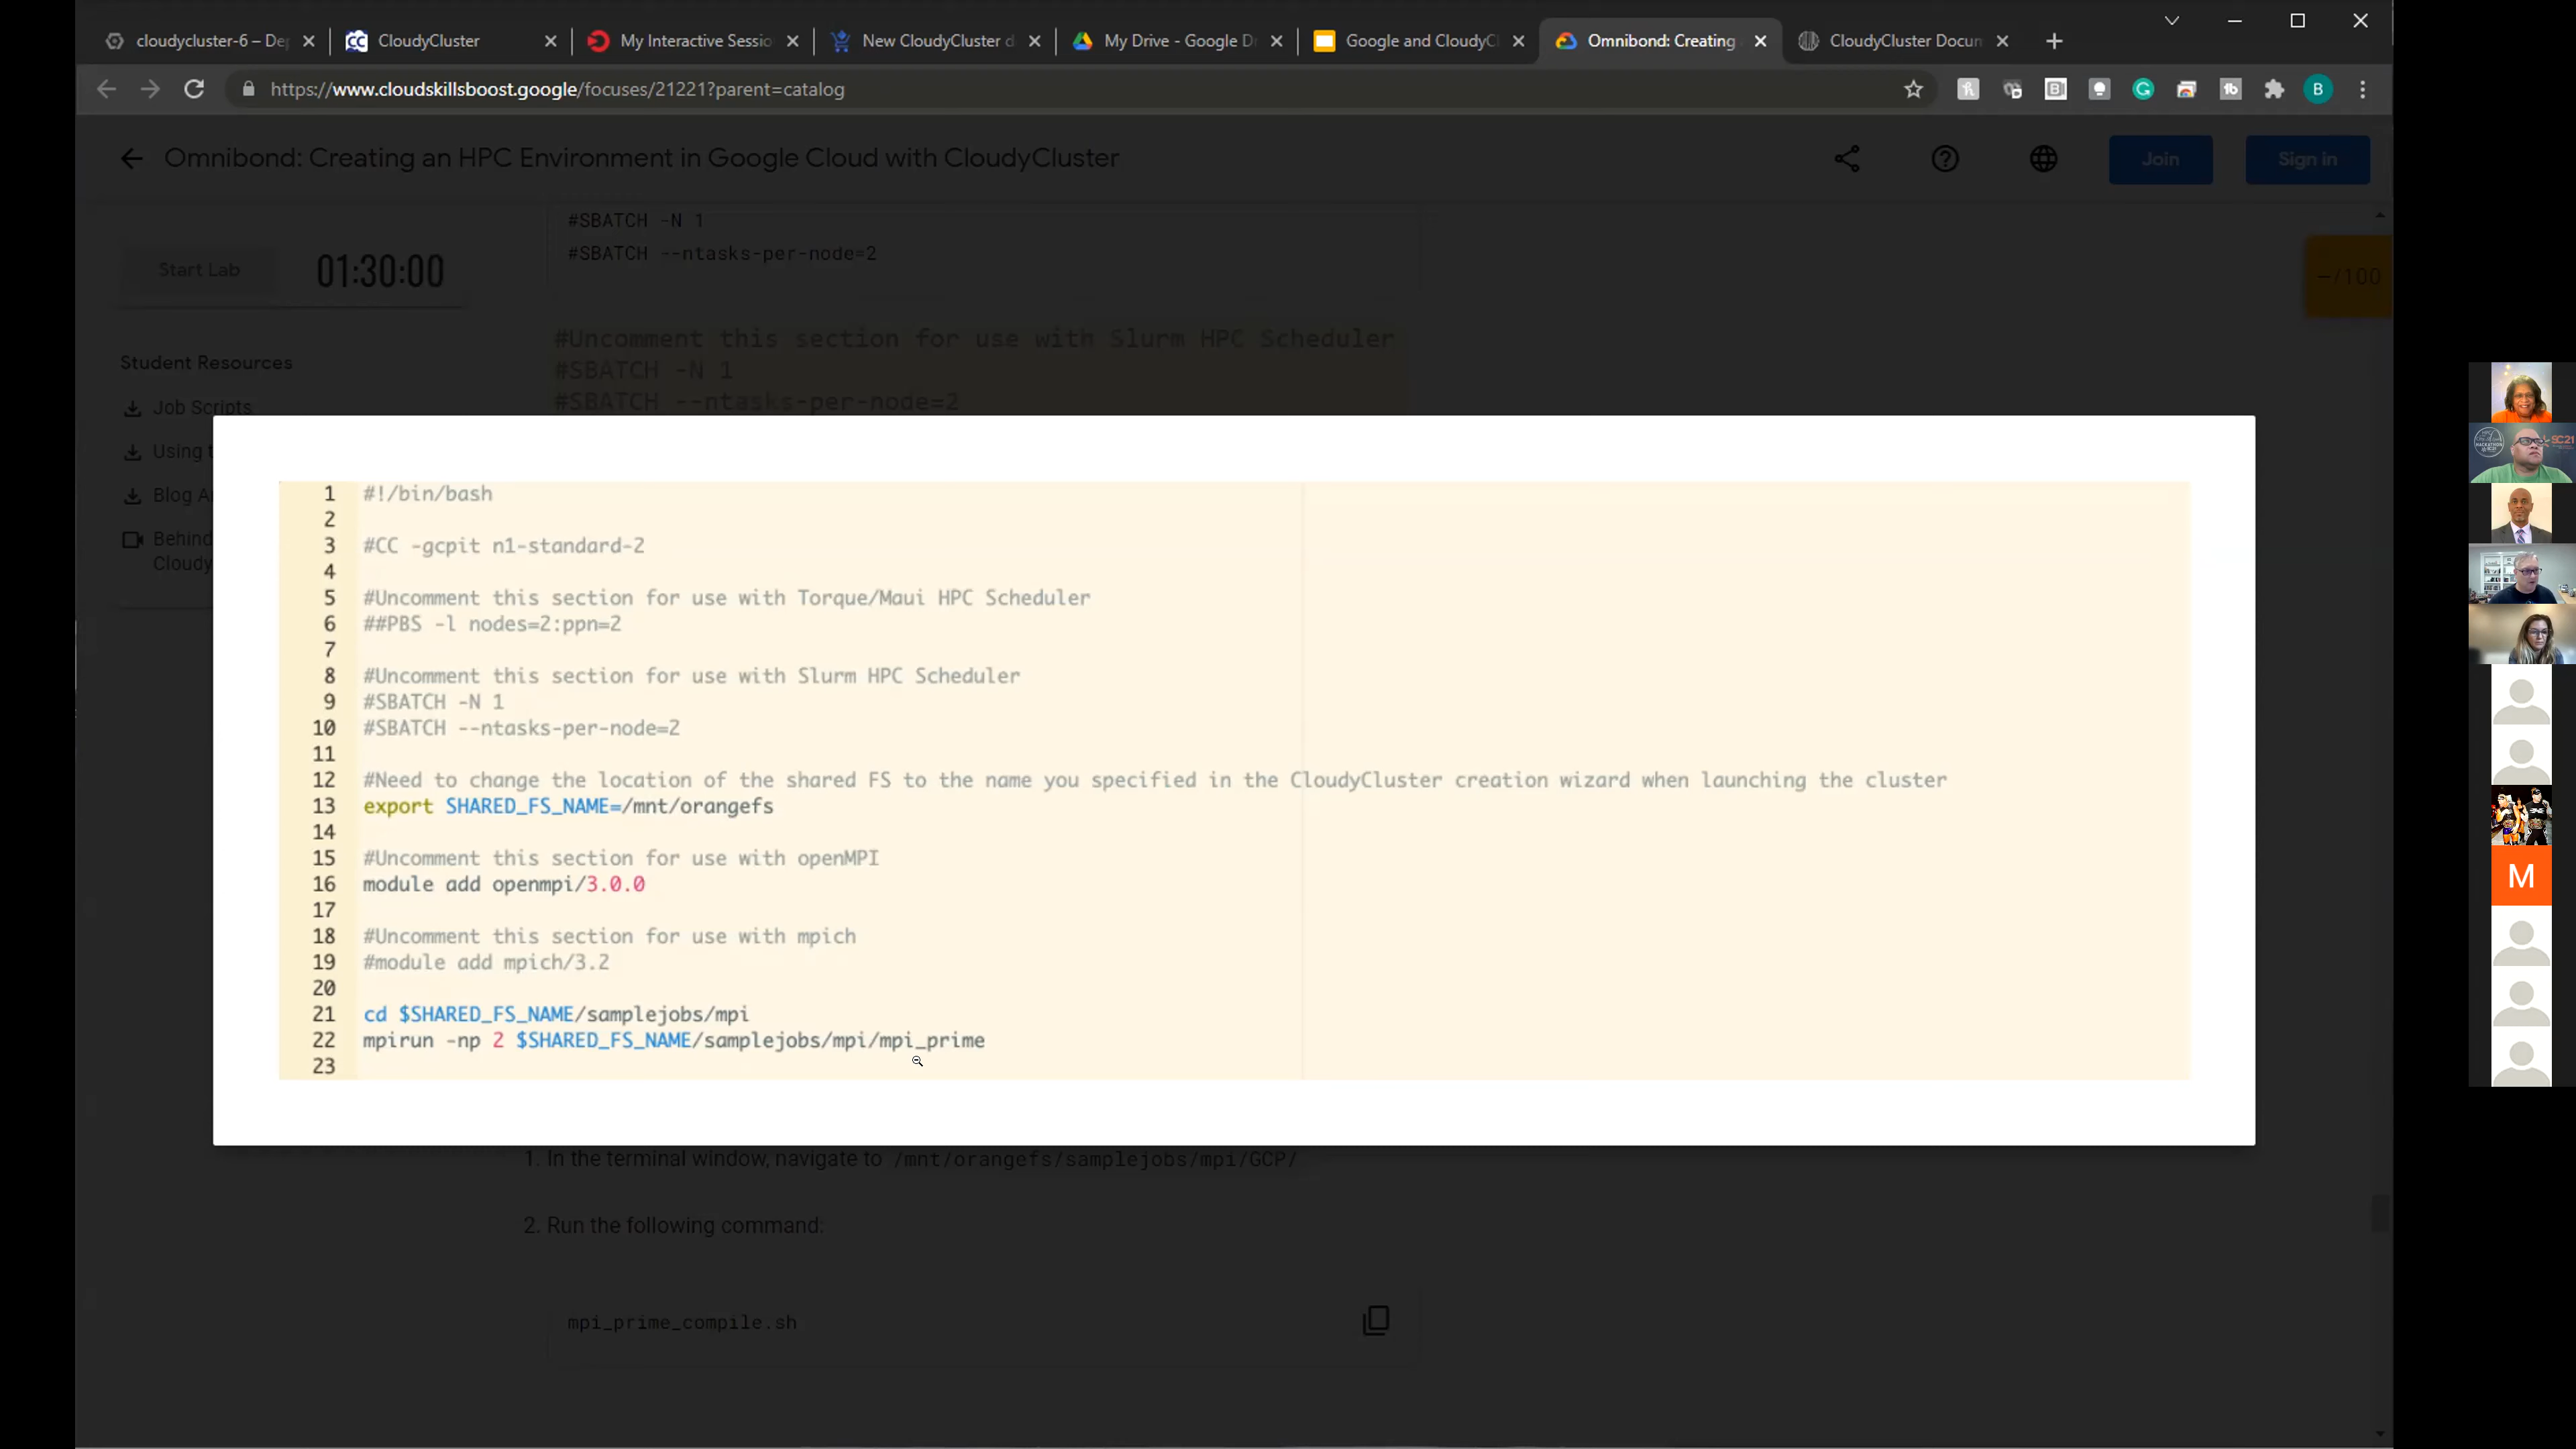 cloudycluster-6 – De
CloudyCluster
My Interactive Sessio
New CloudyCluster d
My Drive - Google D
Google and CloudyCl
Omnibond: Creating
CloudyCluster Docum
https://www.cloudskillsboost.google/focuses/21221?parent=catalog
B
Omnibond: Creating an HPC Environment in Google Cloud with CloudyCluster
Join
Sign in
Start Lab
01:30:00
–/100
#SBATCH -N 1
#SBATCH --ntasks-per-node=2
Student Resources
Job Scripts
Using t
Blog A
Behind
Cloudy
#Uncomment this section for use with Slurm HPC Scheduler
#SBATCH -N 1
#SBATCH --ntasks-per-node=2
1 #!/bin/bash
2
3 #CC -gcpit n1-standard-2
4
5 #Uncomment this section for use with Torque/Maui HPC Scheduler
6 ##PBS -l nodes=2:ppn=2
7
8 #Uncomment this section for use with Slurm HPC Scheduler
9 #SBATCH -N 1
10 #SBATCH --ntasks-per-node=2
11
12 #Need to change the location of the shared FS to the name you specified in the CloudyCluster creation wizard when launching the cluster
13 export SHARED_FS_NAME=/mnt/orangefs
14
15 #Uncomment this section for use with openMPI
16 module add openmpi/3.0.0
17
18 #Uncomment this section for use with mpich
19 #module add mpich/3.2
20
21 cd $SHARED_FS_NAME/samplejobs/mpi
22 mpirun -np 2 $SHARED_FS_NAME/samplejobs/mpi/mpi_prime
23
1. In the terminal window, navigate to /mnt/orangefs/samplejobs/mpi/GCP/
2. Run the following command:
mpi_prime_compile.sh
SC21
M